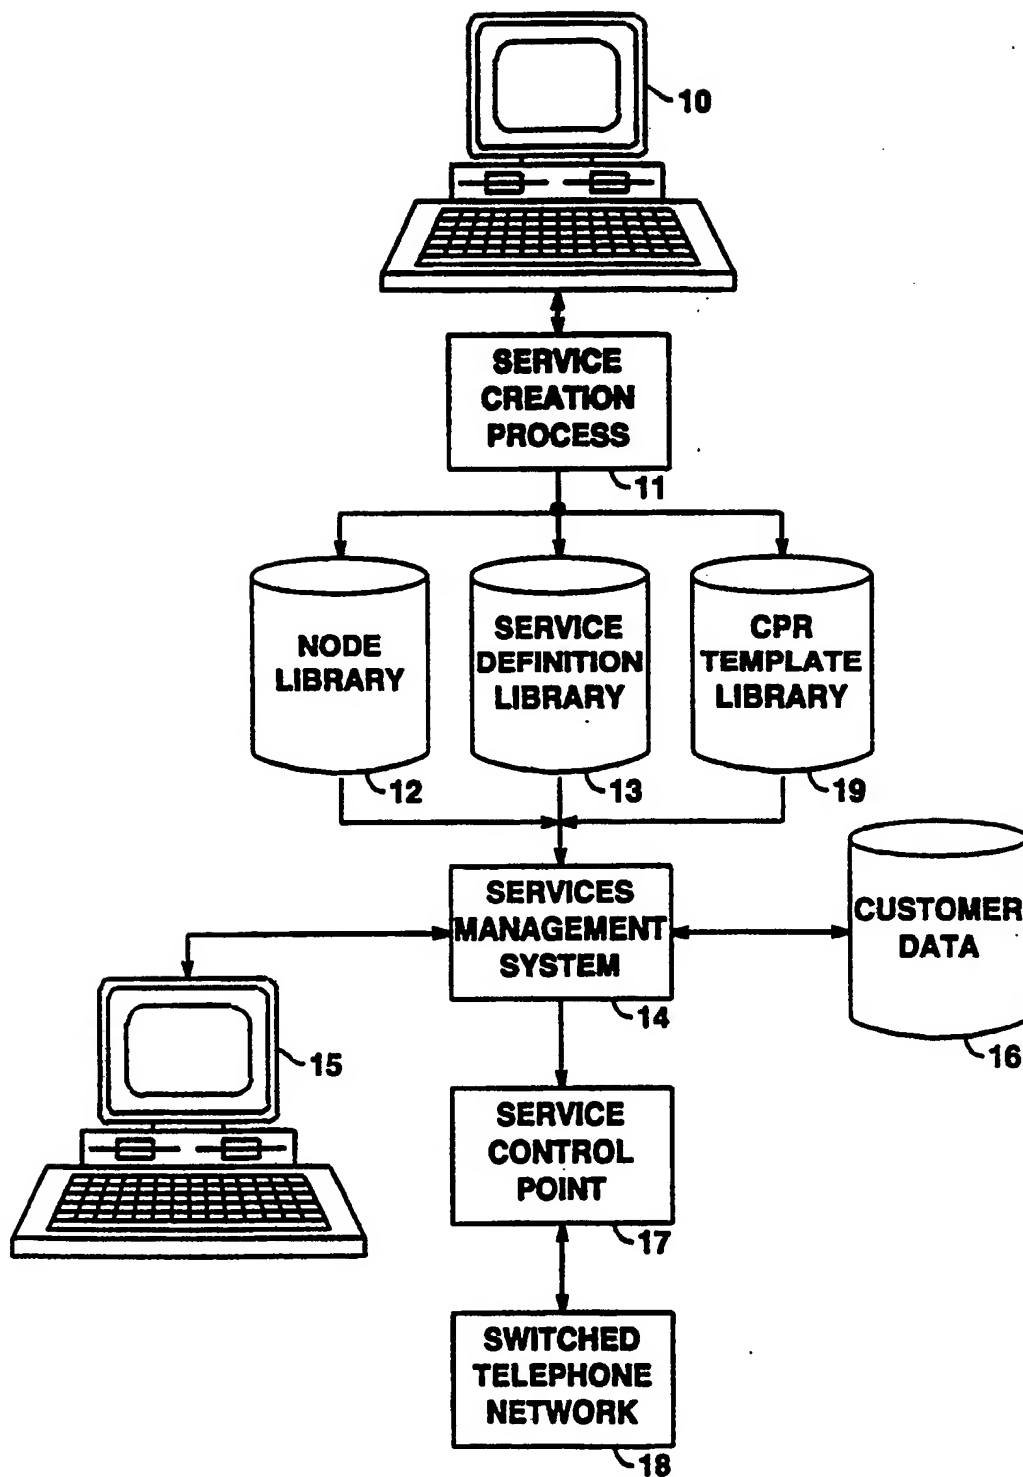 10
SERVICE
CREATION
PROCESS
11
NODE
LIBRARY
12
SERVICE
DEFINITION
LIBRARY
13
CPR
TEMPLATE
LIBRARY
19
SERVICES
MANAGEMENT
SYSTEM
14
CUSTOMER
DATA
16
15
SERVICE
CONTROL
POINT
17
SWITCHED
TELEPHONE
NETWORK
18